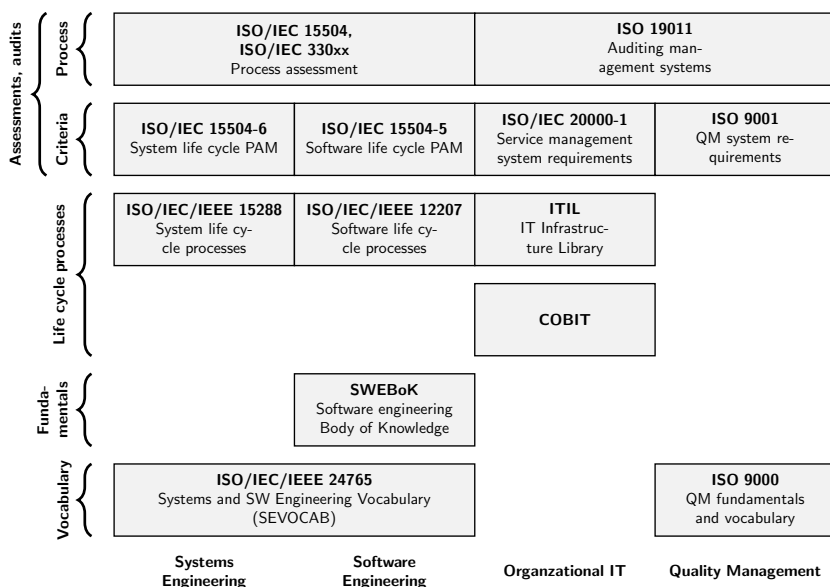 Assessments, audits
Process
ISO/IEC 15504,
ISO/IEC 330xx
Process assessment
ISO 19011
Auditing man-
agement systems
Criteria
ISO/IEC 15504-6
System life cycle PAM
ISO/IEC 15504-5
Software life cycle PAM
ISO/IEC 20000-1
Service management
system requirements
ISO 9001
QM system re-
quirements
Life cycle processes
ISO/IEC/IEEE 15288
System life cy-
cle processes
ISO/IEC/IEEE 12207
Software life cy-
cle processes
ITIL
IT Infrastruc-
ture Library
COBIT
Funda-
mentals
SWEBoK
Software engineering
Body of Knowledge
Vocabulary
ISO/IEC/IEEE 24765
Systems and SW Engineering Vocabulary
(SEVOCAB)
ISO 9000
QM fundamentals
and vocabulary
Systems
Engineering
Software
Engineering
Organzational IT
Quality Management